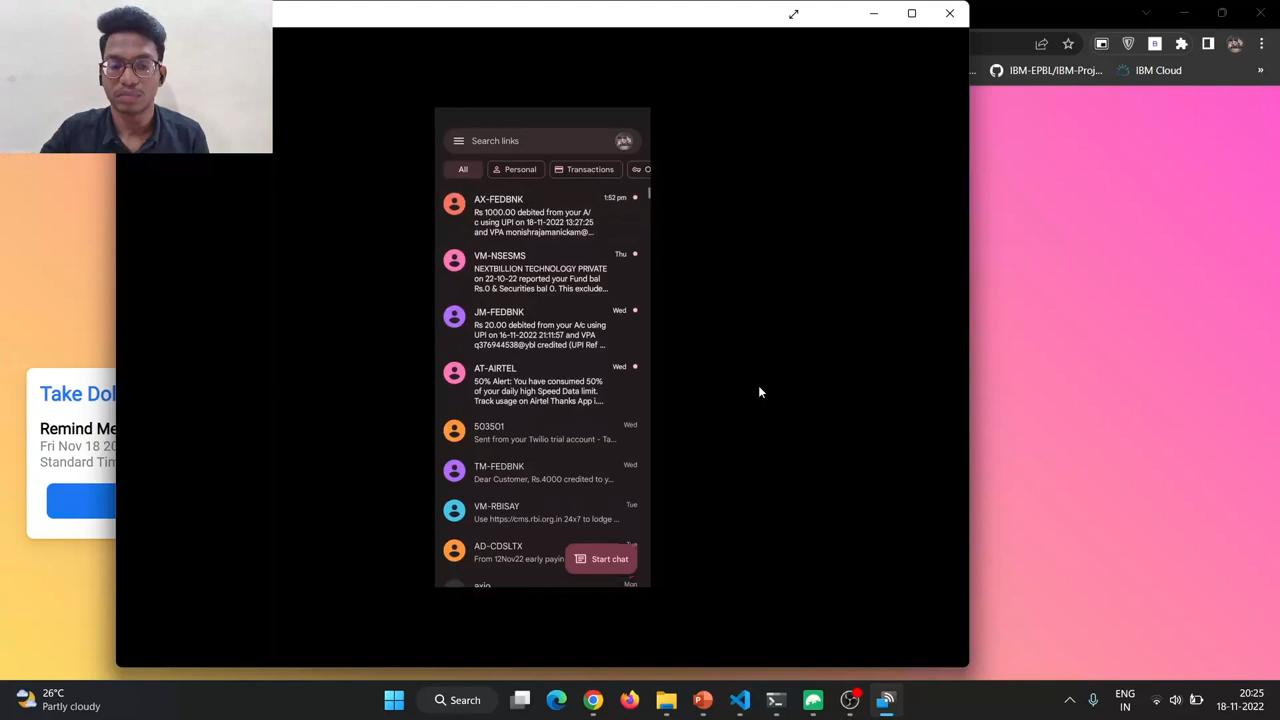 IBM-EPBL/IBM-Proj...
IBM Cloud
»
Search links
All
Personal
Transactions
O
AX-FEDBNK
1:52 pm
Rs 1000.00 debited from your A/
c using UPI on 18-11-2022 13:27:25
and VPA monishrajamanickam@...
VM-NSESMS
Thu
NEXTBILLION TECHNOLOGY PRIVATE
on 22-10-22 reported your Fund bal
Rs.0 & Securities bal 0. This exclude...
JM-FEDBNK
Wed
Rs 20.00 debited from your A/c using
UPI on 16-11-2022 21:11:57 and VPA
q376944538@ybl credited (UPI Ref ...
AT-AIRTEL
Wed
50% Alert: You have consumed 50%
of your daily high Speed Data limit.
Track usage on Airtel Thanks App i....
503501
Wed
Sent from your Twilio trial account - Ta...
TM-FEDBNK
Wed
Dear Customer, Rs.4000 credited to y...
VM-RBISAY
Tue
Use https://cms.rbi.org.in 24x7 to lodge ...
AD-CDSLTX
Tue
From 12Nov22 early payin
Start chat
axio
Mon
Take Dol
Remind Me
Fri Nov 18 20
Standard Tim
26°C
Partly cloudy
Search
ENG
IN
20:25
18-11-2022